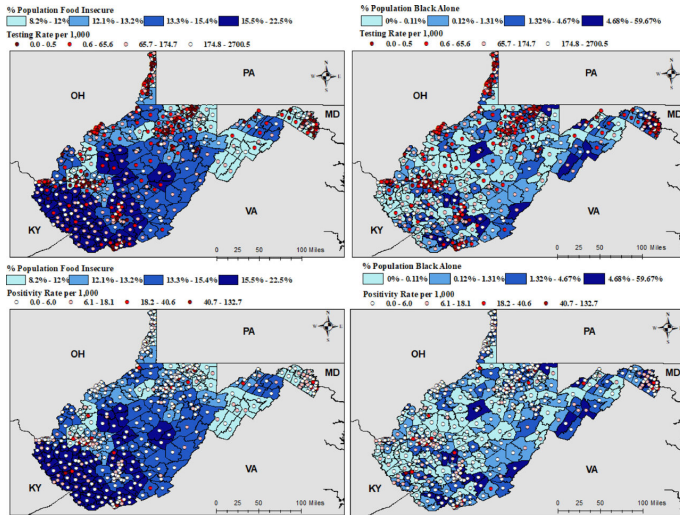 % Population Food Insecure
8.2% - 12% 12.1% - 13.2% 13.3% - 15.4% 15.5% - 22.5%
Testing Rate per 1,000
0.0 - 0.5 0.6 - 65.6 65.7 - 174.7 174.8 - 2700.5
PA
N
W E
S
OH
MD
VA
KY
0 25 50 100 Miles
% Population Black Alone
0% - 0.11% 0.12% - 1.31% 1.32% - 4.67% 4.68% - 59.67%
Testing Rate per 1,000
0.0 - 0.5 0.6 - 65.6 65.7 - 174.7 174.8 - 2700.5
PA
N
W E
S
OH
MD
VA
KY
0 25 50 100 Miles
% Population Food Insecure
8.2% - 12% 12.1% - 13.2% 13.3% - 15.4% 15.5% - 22.5%
Positivity Rate per 1,000
0.0 - 6.0 6.1 - 18.1 18.2 - 40.6 40.7 - 132.7
PA
N
W E
S
OH
MD
VA
KY
0 25 50 100 Miles
% Population Black Alone
0% - 0.11% 0.12% - 1.31% 1.32% - 4.67% 4.68% - 59.67%
Positivity Rate per 1,000
0.0 - 6.0 6.1 - 18.1 18.2 - 40.6 40.7 - 132.7
PA
N
W E
S
OH
MD
VA
KY
0 25 50 100 Miles